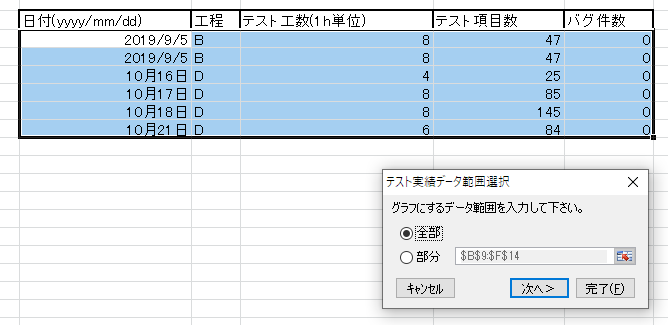 日付(yyyy/mm/dd) 工程 テスト工数(1h単位) テスト項目数 バグ件数
2019/9/5 B 8 47 0
2019/9/5 B 8 47 0
10月16日 D 4 25 0
10月17日 D 8 85 0
10月18日 D 8 145 0
10月21日 D 6 84 0
テスト実績データ範囲選択
グラフにするデータ範囲を入力して下さい。
全部
部分 $B$9:$F$14
キャンセル 次へ> 完了(F)